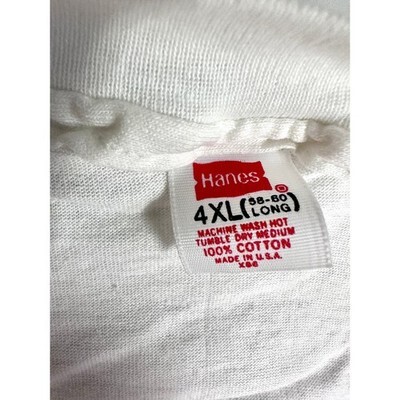 Hanes
4XL(58-60
LONG)
MACHINE WASH HOT
TUMBLE DRY MEDIUM
100% COTTON
MADE IN U.S.A.